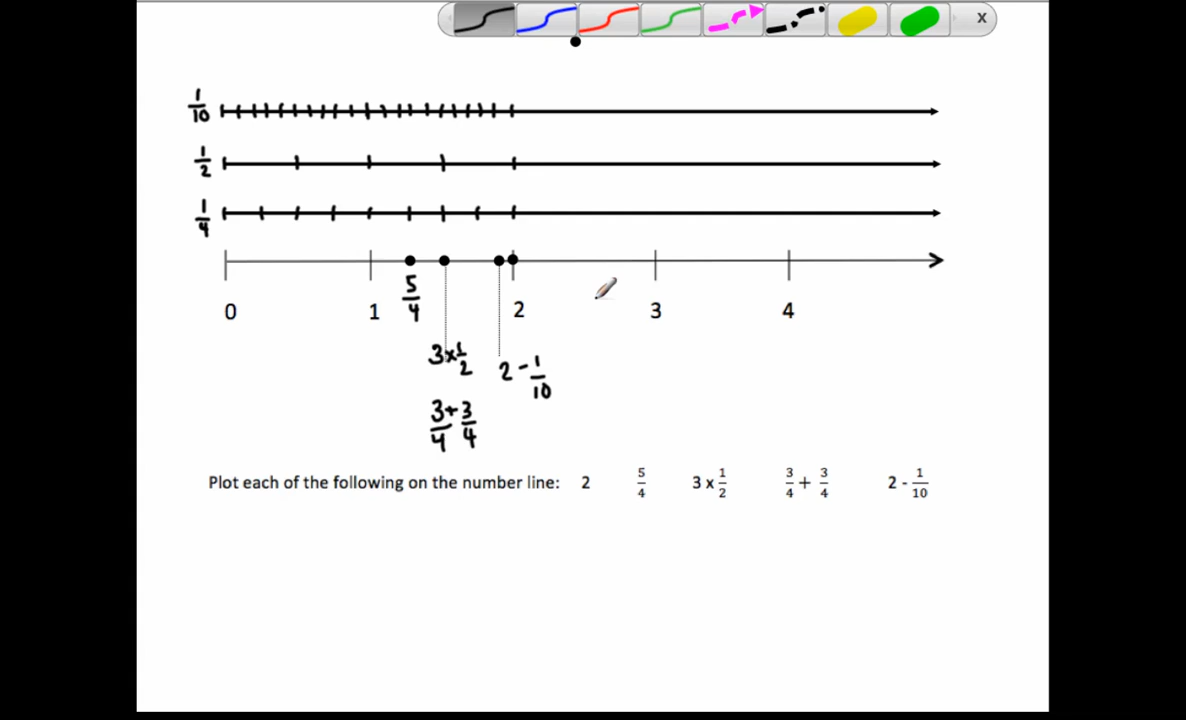 x
1/10
1/2
1/4
5/4
0 1 2 3 4
3x1/2
2-1/10
3/4+3/4
Plot each of the following on the number line: 2 5/4 3 x 1/2 3/4 + 3/4 2 - 1/10